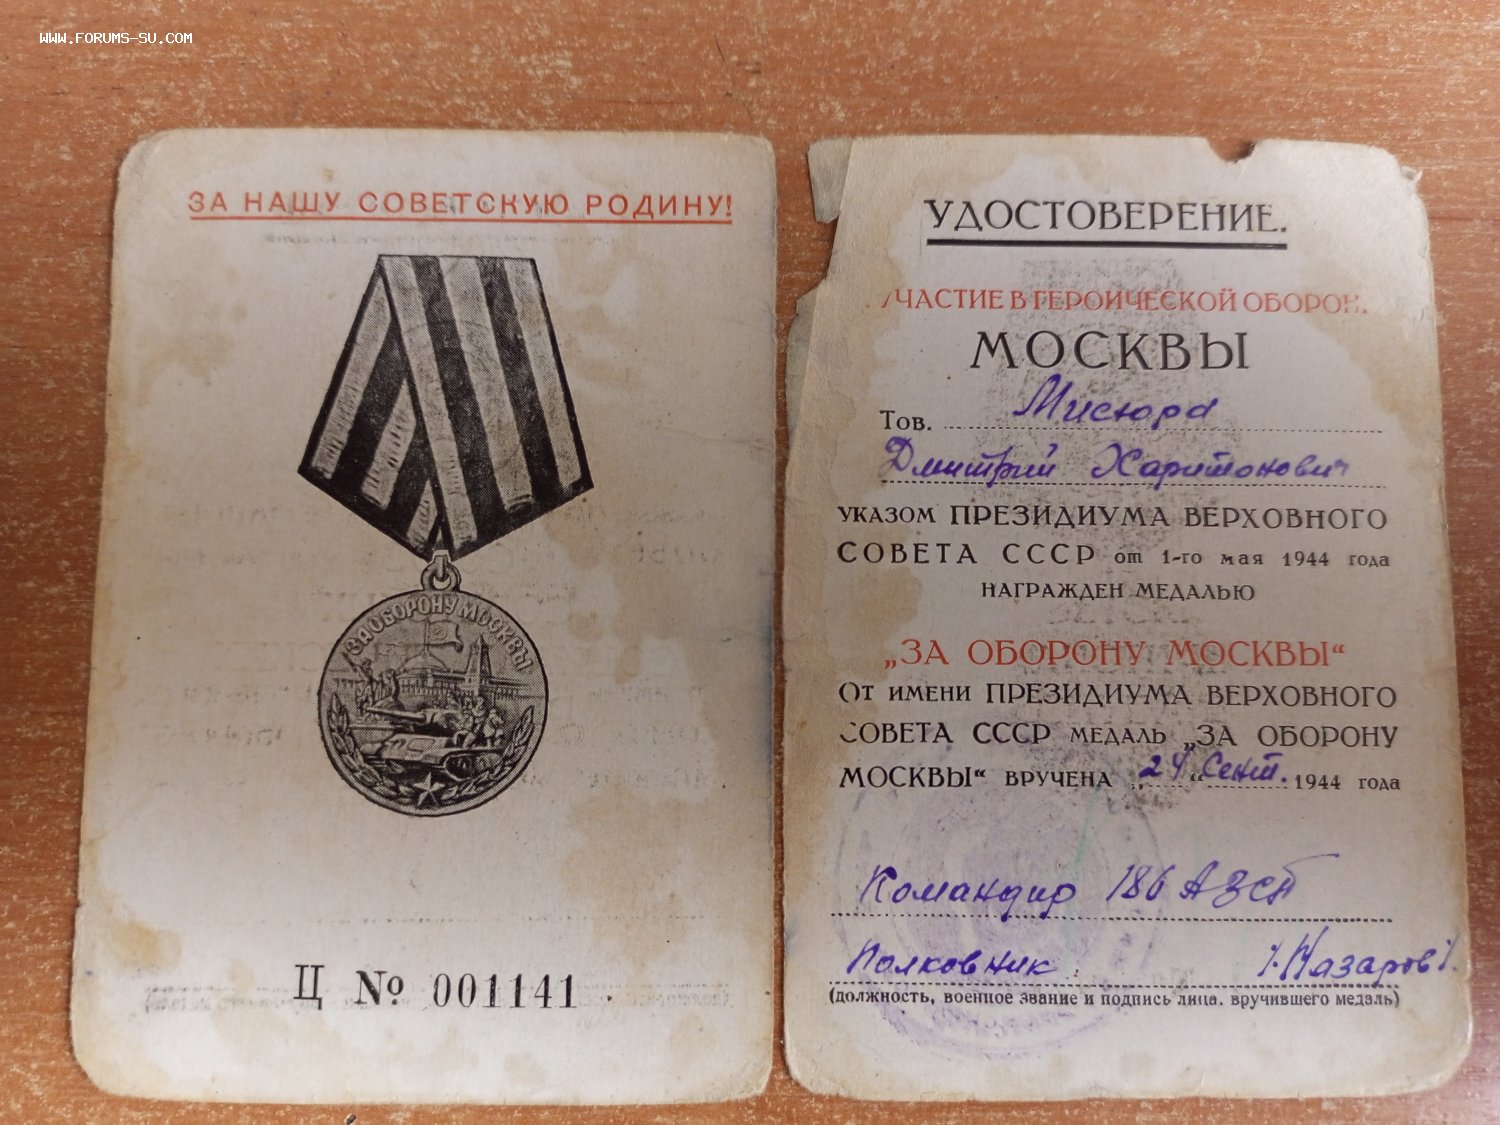 WWW.FORUMS-SU.COM
ЗА НАШУ СОВЕТСКУЮ РОДИНУ!
ЗА ОБОРОНУ МОСКВЫ
Ц № 001141
УДОСТОВЕРЕНИЕ.
УЧАСТИЕ В ГЕРОИЧЕСКОЙ ОБОРОН
МОСКВЫ
Тов. Мисюра
Дмитрий Харитонович
УКАЗОМ ПРЕЗИДИУМА ВЕРХОВНОГО
СОВЕТА СССР от 1-го мая 1944 года
НАГРАЖДЕН МЕДАЛЬЮ
„ЗА ОБОРОНУ МОСКВЫ“
ОТ ИМЕНИ ПРЕЗИДИУМА ВЕРХОВНОГО
СОВЕТА СССР МЕДАЛЬ „ЗА ОБОРОНУ
МОСКВЫ“ ВРУЧЕНА „24“ Сент. 1944 года
Командир 186 АЗСП
Полковник /Назаров/.
(должность, военное звание и подпись лица, вручившего медаль)